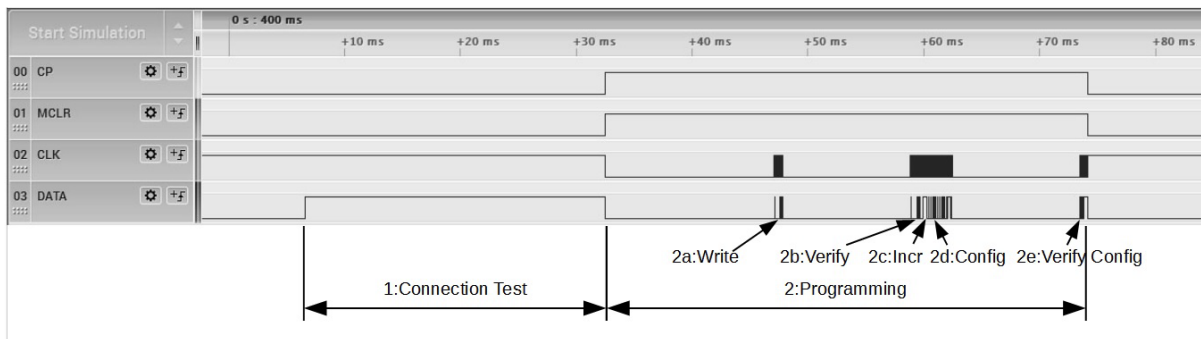 Start Simulation
0 s : 400 ms
+10 ms +20 ms +30 ms +40 ms +50 ms +60 ms +70 ms +80 ms
00 CP
01 MCLR
02 CLK
03 DATA
2a:Write 2b:Verify 2c:Incr 2d:Config 2e:Verify Config
1:Connection Test 2:Programming